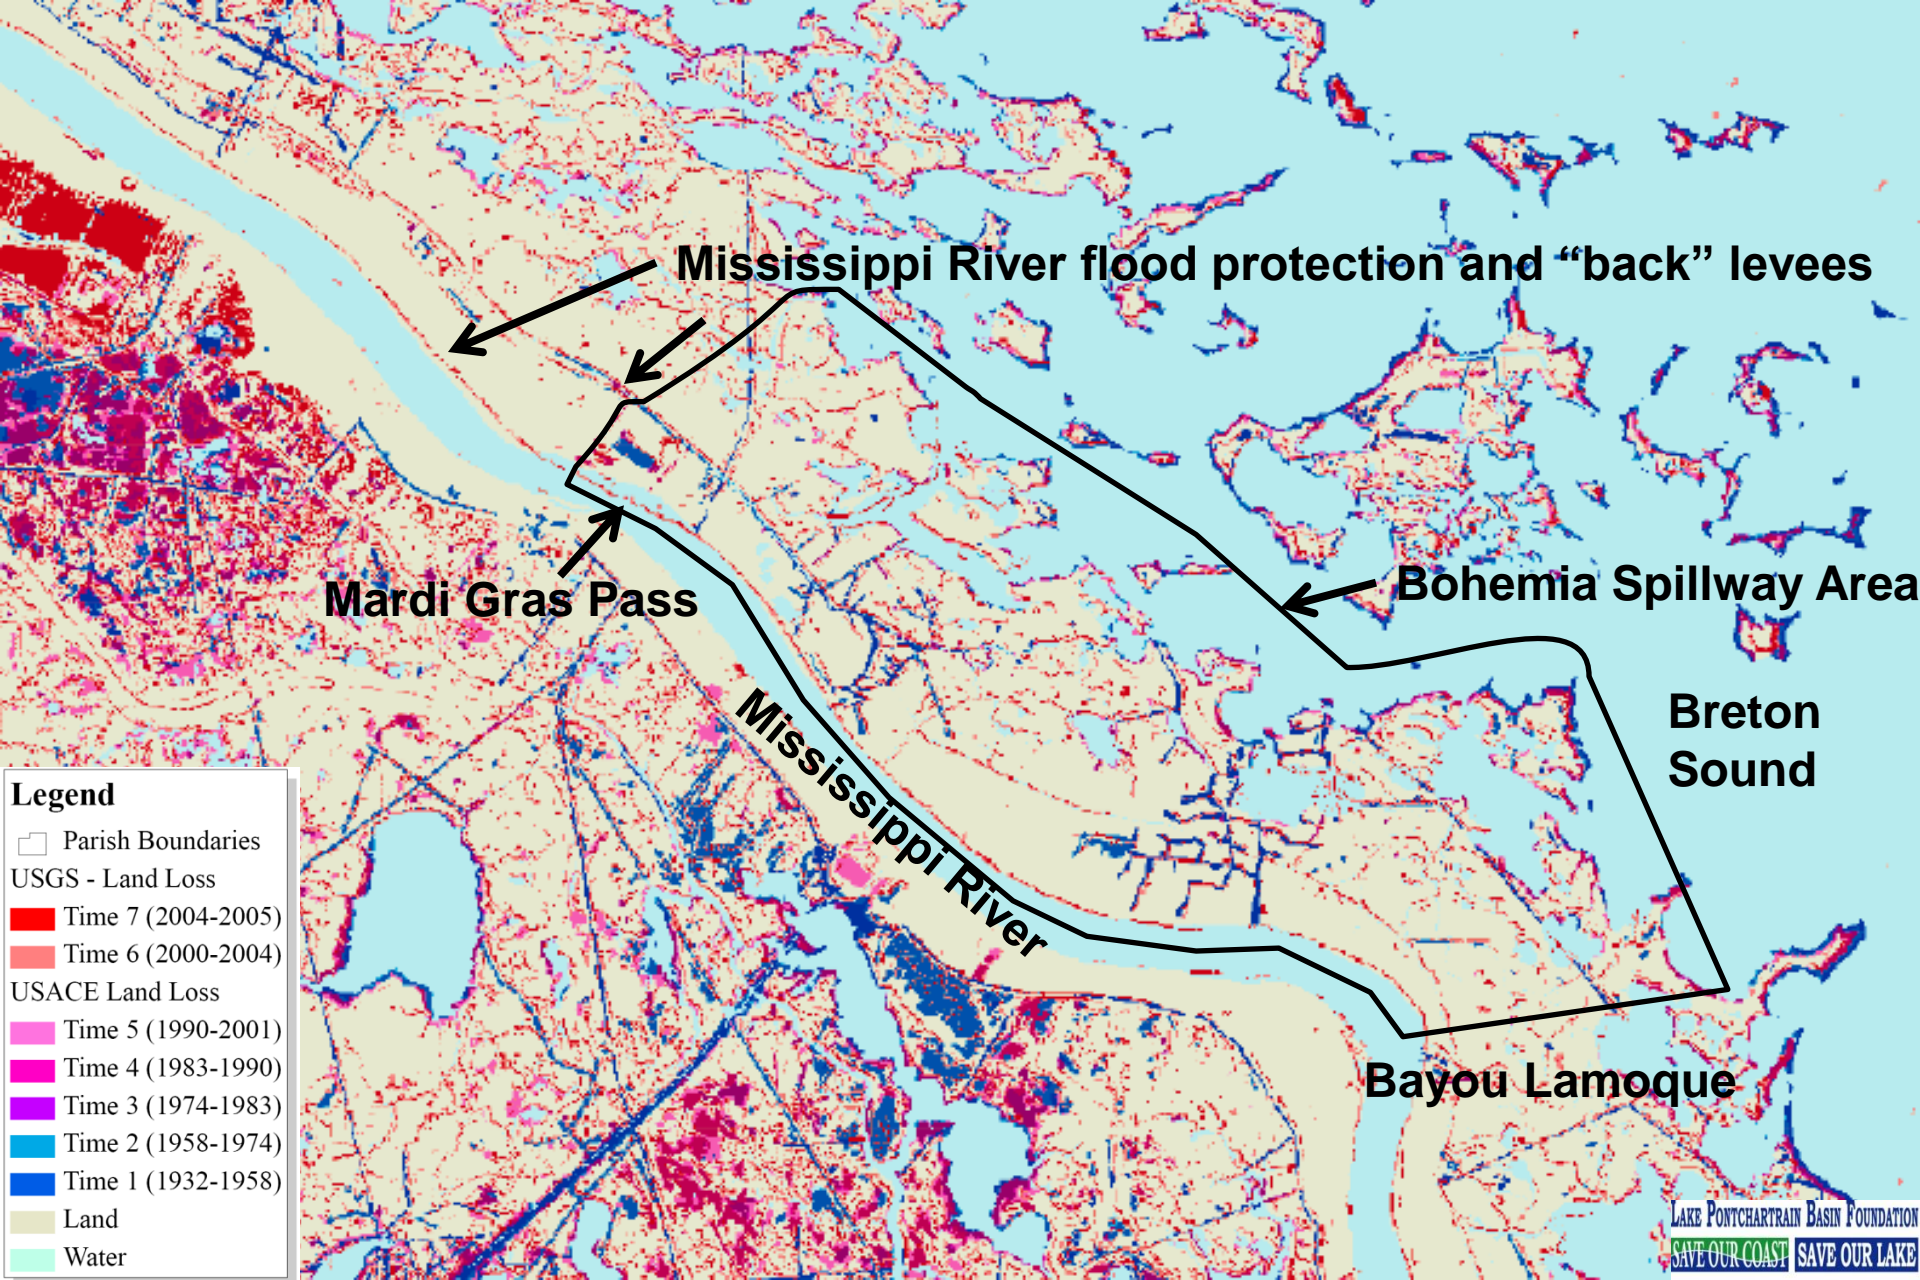 Mississippi River flood protection and “back” levees
Mardi Gras Pass
Bohemia Spillway Area
Breton
Sound
Mississippi River
Bayou Lamoque
Legend
Parish Boundaries
USGS - Land Loss
Time 7 (2004-2005)
Time 6 (2000-2004)
USACE Land Loss
Time 5 (1990-2001)
Time 4 (1983-1990)
Time 3 (1974-1983)
Time 2 (1958-1974)
Time 1 (1932-1958)
Land
Water
LAKE PONTCHARTRAIN BASIN FOUNDATION
SAVE OUR COAST SAVE OUR LAKE